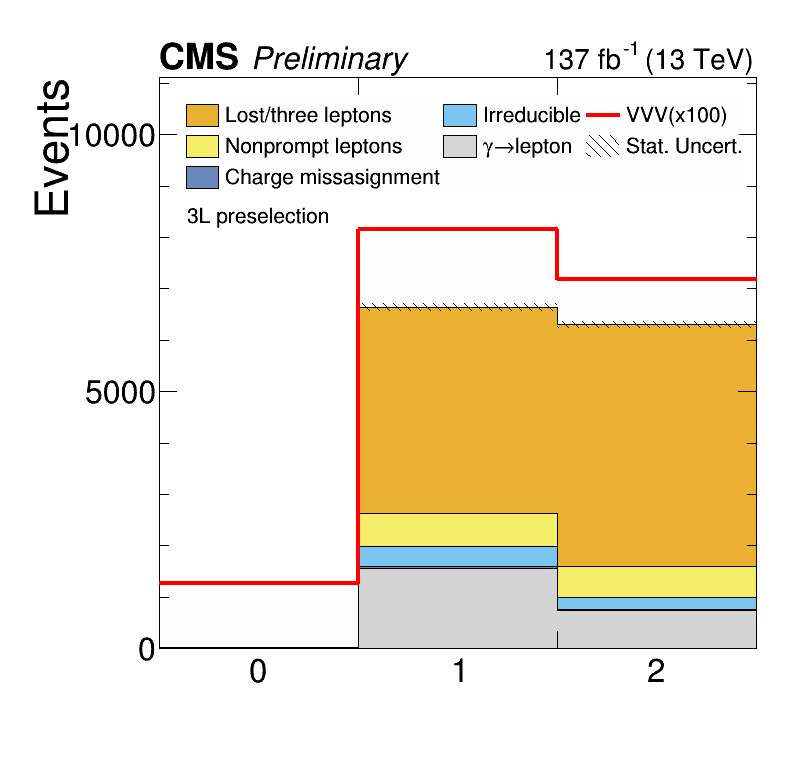 CMS Preliminary 137 fb-1 (13 TeV)
Events
Lost/three leptons Irreducible VVV(x100)
Nonprompt leptons γ→lepton Stat. Uncert.
Charge missasignment
3L preselection
10000
5000
0
0 1 2